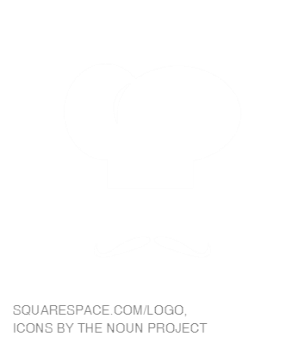 SQUARESPACE.COM/LOGO,
ICONS BY THE NOUN PROJECT